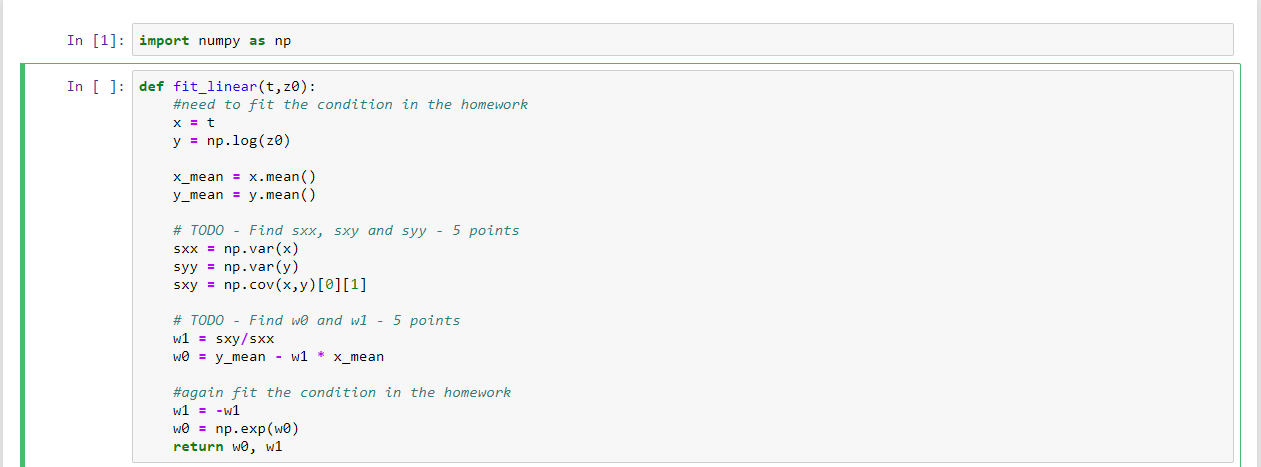 In [1]: import numpy as np
In [ ]: def fit_linear(t,z0):
#need to fit the condition in the homework
x = t
y = np.log(z0)
x_mean = x.mean()
y_mean = y.mean()
# TODO - Find sxx, sxy and syy - 5 points
sxx = np.var(x)
syy = np.var(y)
sxy = np.cov(x,y)[0][1]
# TODO - Find w0 and w1 - 5 points
w1 = sxy/sxx
w0 = y_mean - w1 * x_mean
#again fit the condition in the homework
w1 = -w1
w0 = np.exp(w0)
return w0, w1